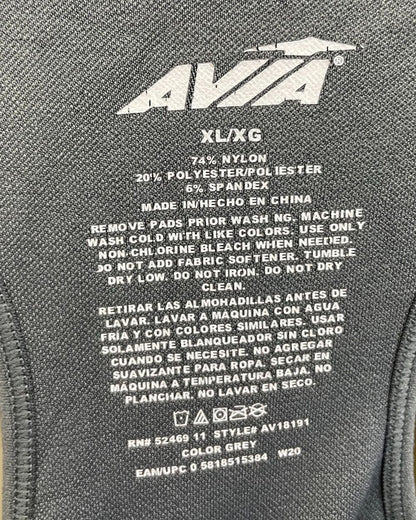 AVIA®
XL/XG
74% NYLON
20% POLYESTER/POLIESTER
6% SPANDEX
MADE IN/HECHO EN CHINA
REMOVE PADS PRIOR WASH NG. MACHINE
WASH COLD WITH LIKE COLORS. USE ONLY
NON-CHLORINE BLEACH WHEN NEEDED.
DO NOT ADD FABRIC SOFTENER. TUMBLE
DRY LOW. DO NOT IRON. DO NOT DRY
CLEAN.
RETIRAR LAS ALMOHADILLAS ANTES DE
LAVAR. LAVAR A MAQUINA CON AGUA
FRÍA Y CON COLORES SIMILARES. USAR
SOLAMENTE BLANQUEADOR SIN CLORO
CUANDO SE NECESITE. NO AGREGAR
SUAVIZANTE PARA ROPA. SECAR EN
MÁQUINA A TEMPERATURA BAJA. NO
PLANCHAR. NO LAVAR EN SECO.
RN# 52469 11 STYLE# AV18191
COLOR GREY
EAN/UPC 0 5818515384 W20